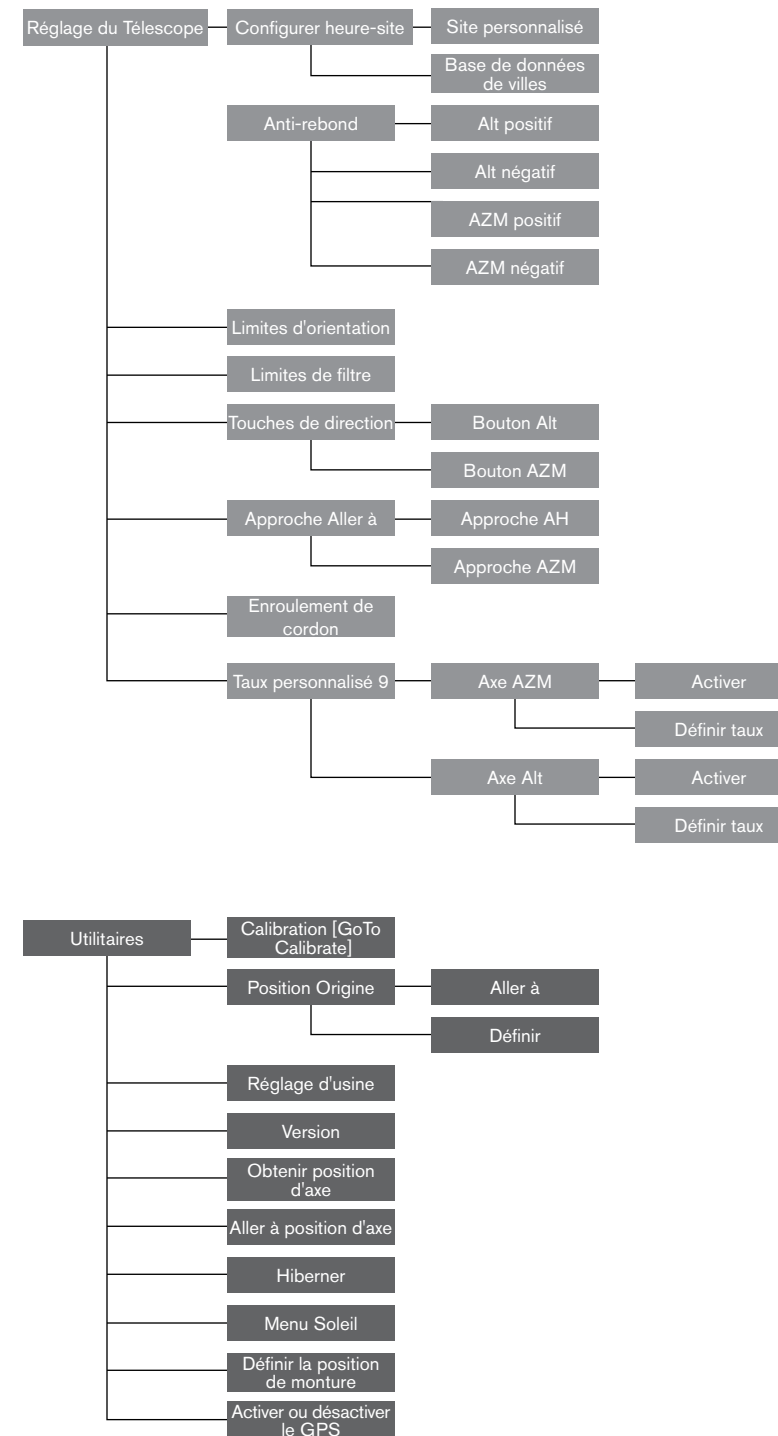 Réglage du Télescope
Configurer heure-site
Site personnalisé
Base de données
de villes
Anti-rebond
Alt positif
Alt négatif
AZM positif
AZM négatif
Limites d'orientation
Limites de filtre
Touches de direction
Bouton Alt
Bouton AZM
Approche Aller à
Approche AH
Approche AZM
Enroulement de
cordon
Taux personnalisé 9
Axe AZM
Activer
Définir taux
Axe Alt
Activer
Définir taux
Utilitaires
Calibration [GoTo
Calibrate]
Position Origine
Aller à
Définir
Réglage d'usine
Version
Obtenir position
d'axe
Aller à position d'axe
Hiberner
Menu Soleil
Définir la position
de monture
Activer ou désactiver
le GPS